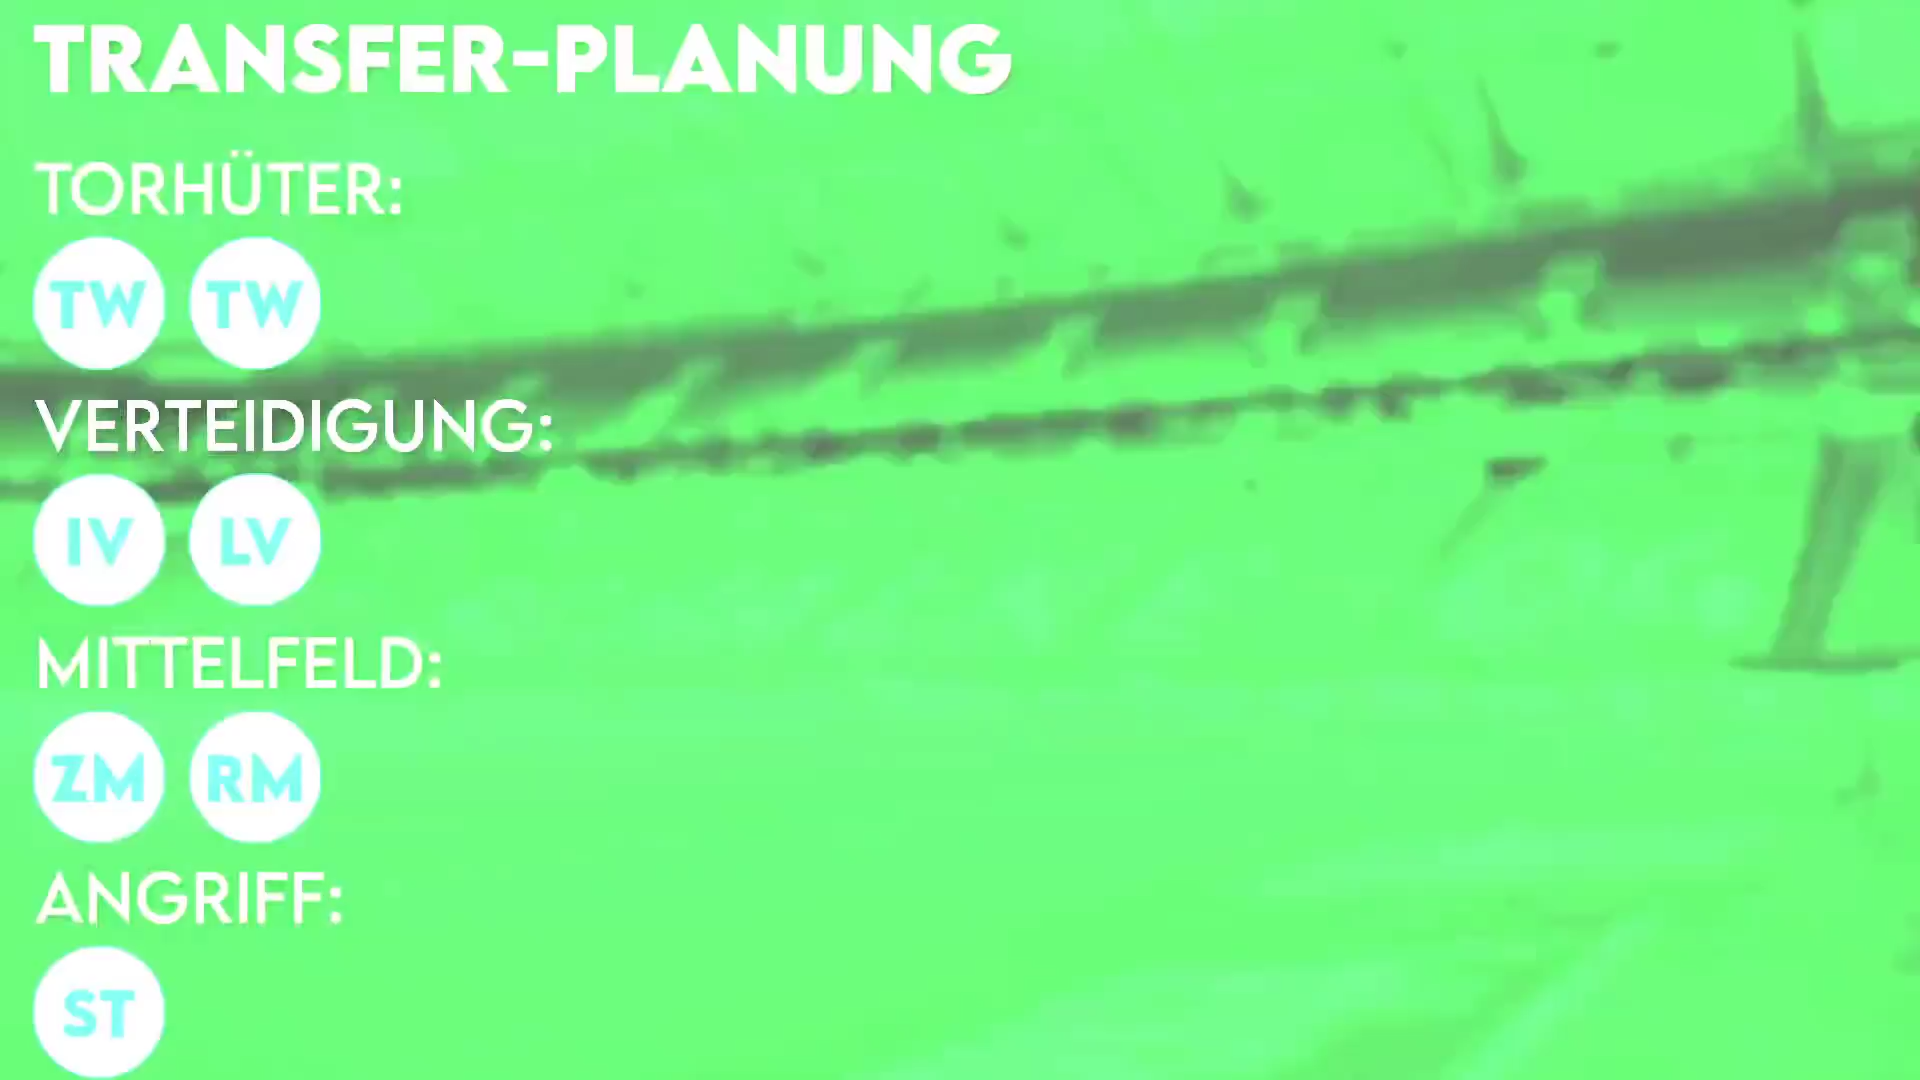 TRANSFER-PLANUNG
TORHÜTER:
TW TW
VERTEIDIGUNG:
IV LV
MITTELFELD:
ZM RM
ANGRIFF:
ST